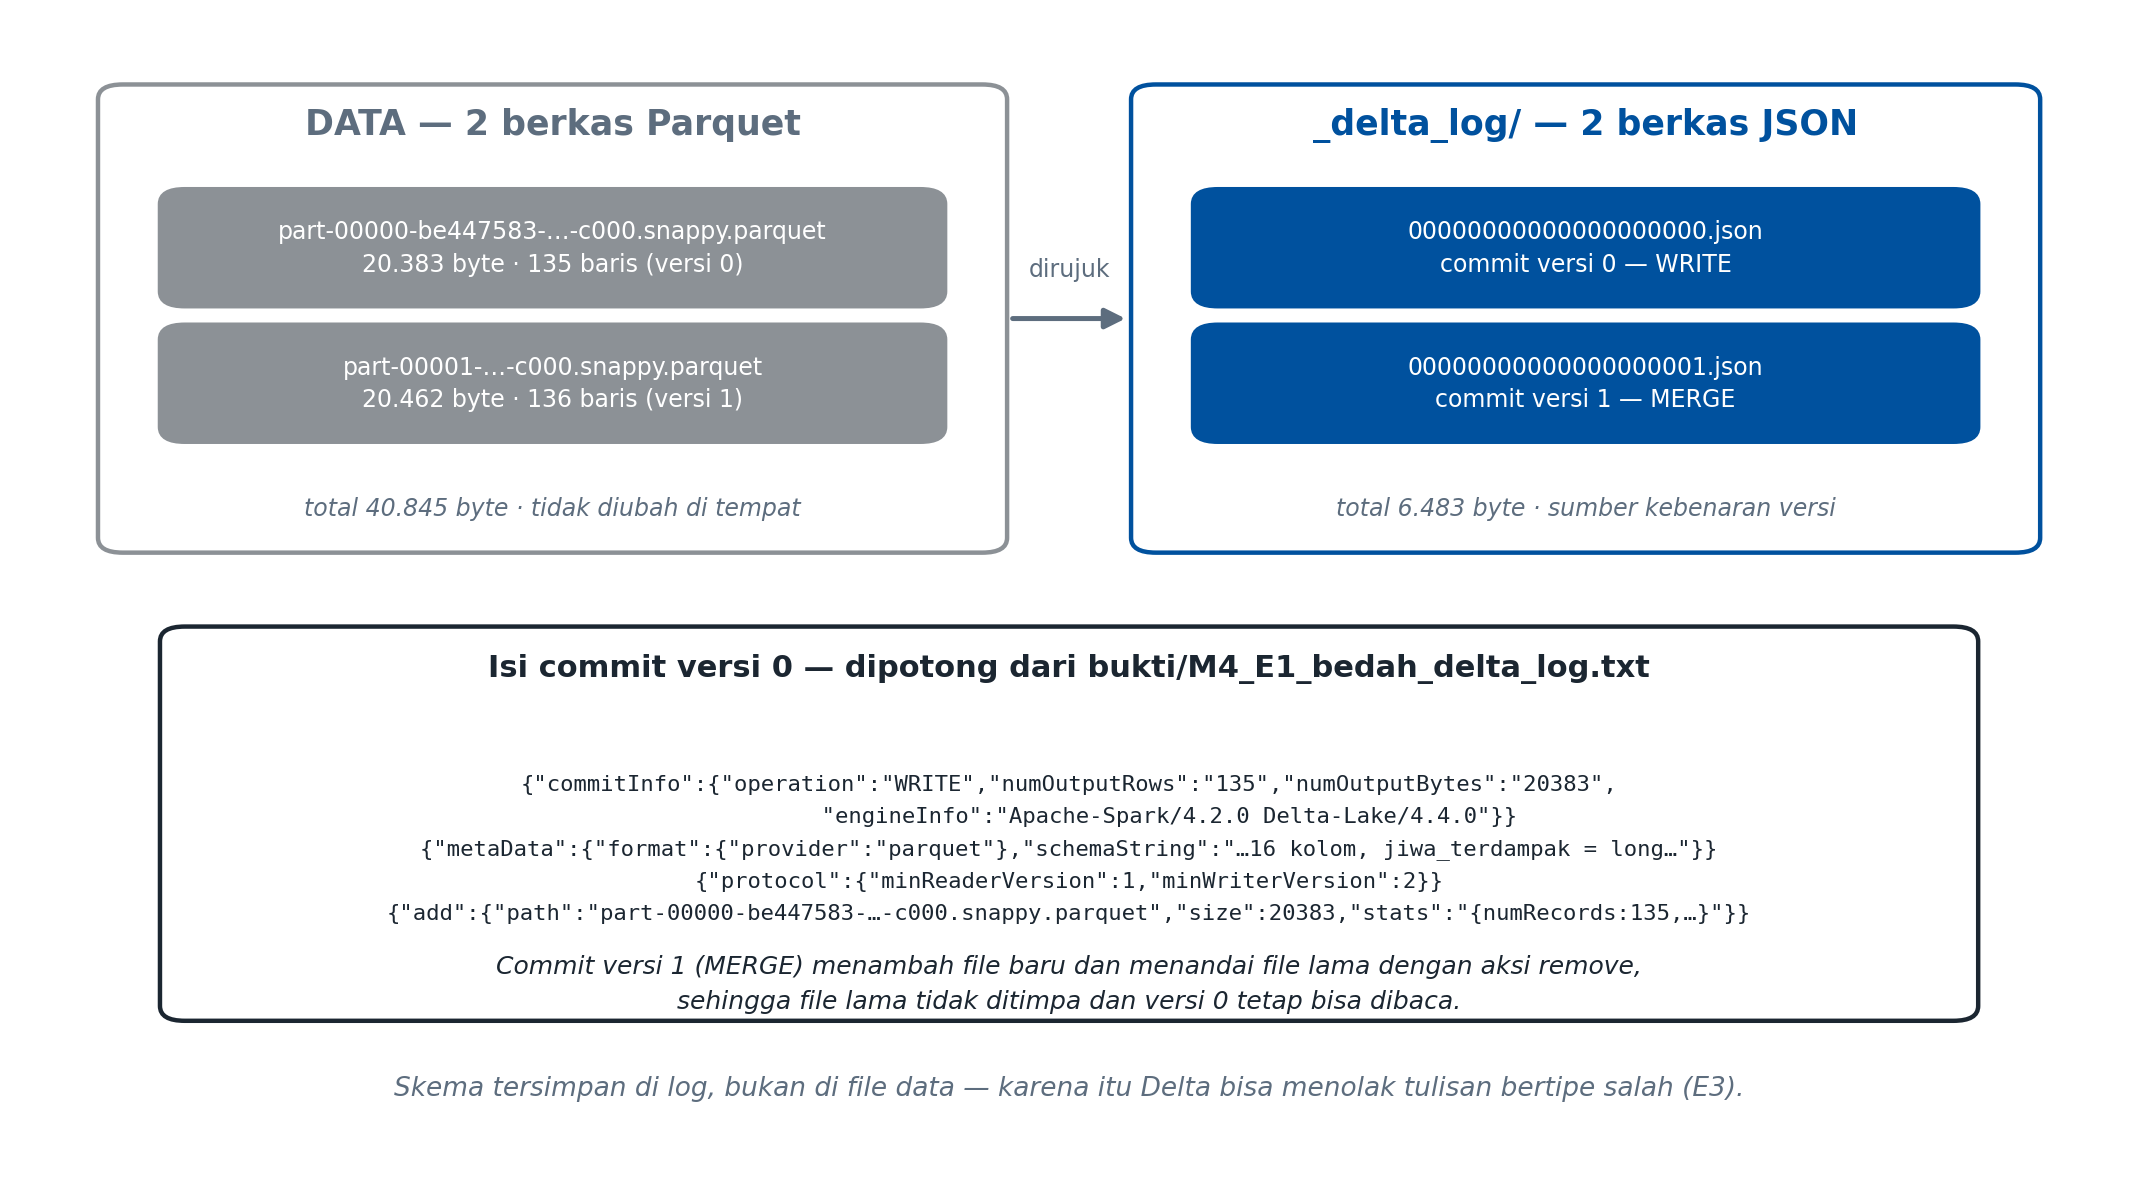 DATA — 2 berkas Parquet
part-00000-be447583-…-c000.snappy.parquet
20.383 byte · 135 baris (versi 0)
part-00001-…-c000.snappy.parquet
20.462 byte · 136 baris (versi 1)
total 40.845 byte · tidak diubah di tempat
dirujuk
_delta_log/ — 2 berkas JSON
00000000000000000000.json
commit versi 0 — WRITE
00000000000000000001.json
commit versi 1 — MERGE
total 6.483 byte · sumber kebenaran versi
Isi commit versi 0 — dipotong dari bukti/M4_E1_bedah_delta_log.txt
{"commitInfo":{"operation":"WRITE","numOutputRows":"135","numOutputBytes":"20383",
"engineInfo":"Apache-Spark/4.2.0 Delta-Lake/4.4.0"}}
{"metaData":{"format":{"provider":"parquet"},"schemaString":"…16 kolom, jiwa_terdampak = long…"}}
{"protocol":{"minReaderVersion":1,"minWriterVersion":2}}
{"add":{"path":"part-00000-be447583-…-c000.snappy.parquet","size":20383,"stats":"{numRecords:135,…}"}}
Commit versi 1 (MERGE) menambah file baru dan menandai file lama dengan aksi remove,
sehingga file lama tidak ditimpa dan versi 0 tetap bisa dibaca.
Skema tersimpan di log, bukan di file data — karena itu Delta bisa menolak tulisan bertipe salah (E3).